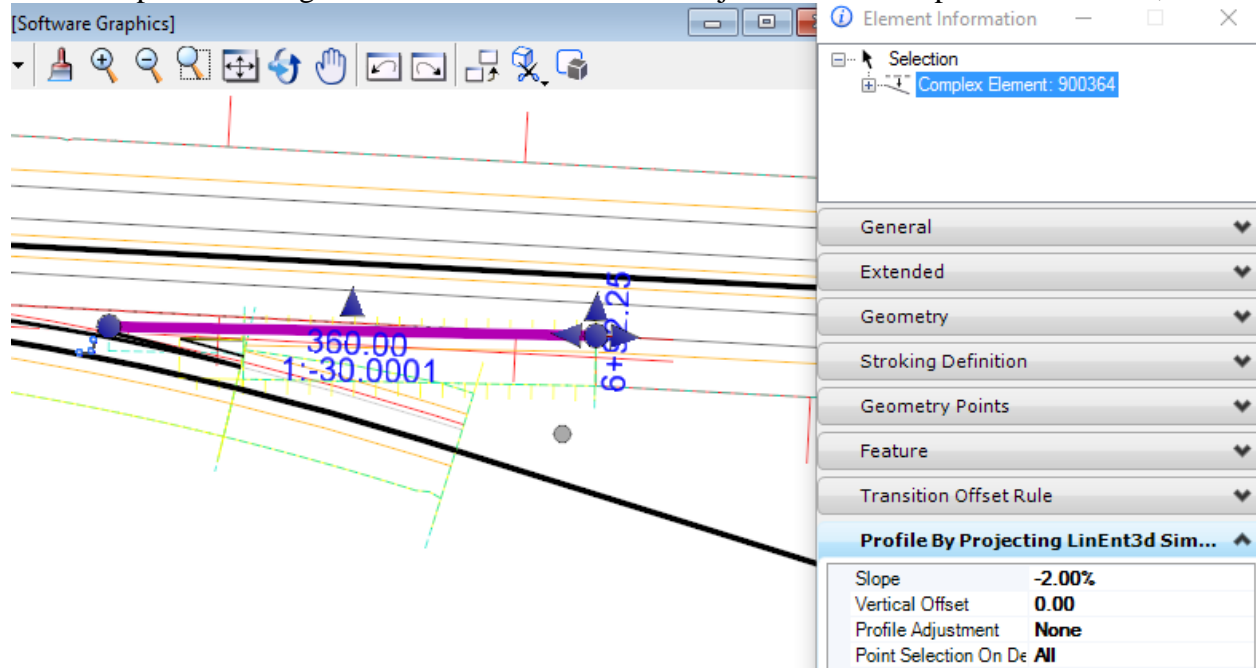 [Software Graphics]
Element Information
Selection
Complex Element: 900364
General
Extended
Geometry
Stroking Definition
Geometry Points
Feature
Transition Offset Rule
Profile By Projecting LinEnt3d Sim...
Slope -2.00%
Vertical Offset 0.00
Profile Adjustment None
Point Selection On De All
360.00
1:-30.0001